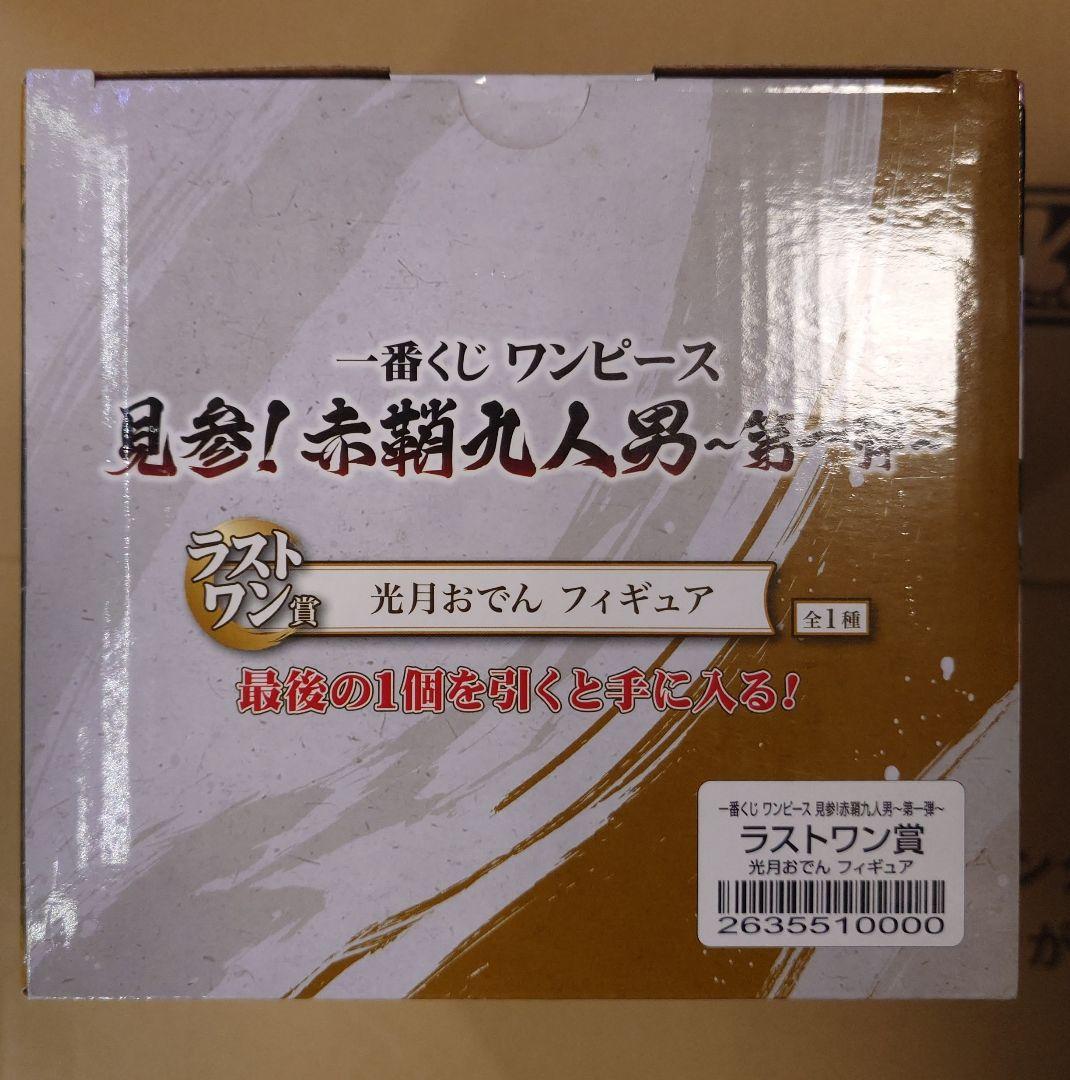 一番くじ ワンピース
見参!赤鞘九人男~第一弾~
ラスト
ワン賞
光月おでん フィギュア
全1種
最後の1個を引くと手に入る!
一番くじ ワンピース 見参!赤鞘九人男~第一弾~
ラストワン賞
光月おでん フィギュア
2635510000
ン
が